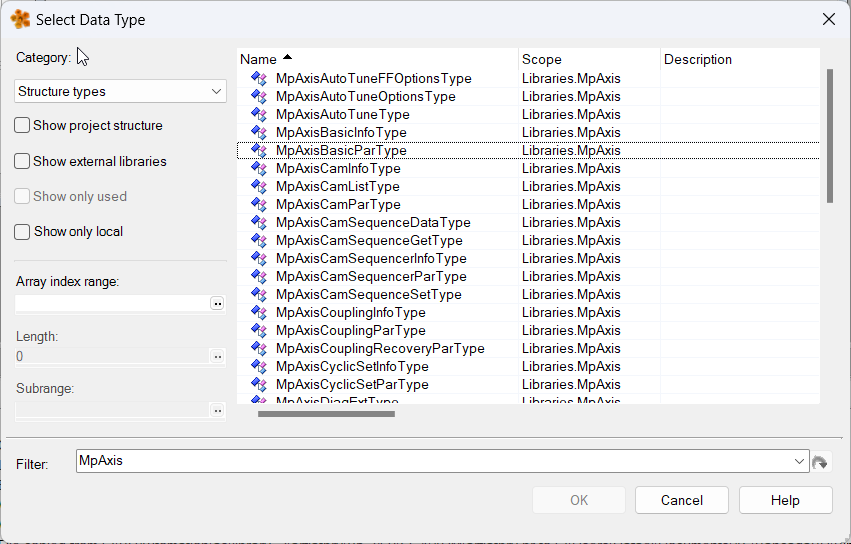 Select Data Type
Category:
Structure types
Show project structure
Show external libraries
Show only used
Show only local
Array index range:
Length:
0
Subrange:
Name Scope Description
MpAxisAutoTuneFFOptionsType Libraries.MpAxis
MpAxisAutoTuneOptionsType Libraries.MpAxis
MpAxisAutoTuneType Libraries.MpAxis
MpAxisBasicInfoType Libraries.MpAxis
MpAxisBasicParType Libraries.MpAxis
MpAxisCamInfoType Libraries.MpAxis
MpAxisCamListType Libraries.MpAxis
MpAxisCamParType Libraries.MpAxis
MpAxisCamSequenceDataType Libraries.MpAxis
MpAxisCamSequenceGetType Libraries.MpAxis
MpAxisCamSequencerInfoType Libraries.MpAxis
MpAxisCamSequencerParType Libraries.MpAxis
MpAxisCamSequenceSetType Libraries.MpAxis
MpAxisCouplingInfoType Libraries.MpAxis
MpAxisCouplingParType Libraries.MpAxis
MpAxisCouplingRecoveryParType Libraries.MpAxis
MpAxisCyclicSetInfoType Libraries.MpAxis
MpAxisCyclicSetParType Libraries.MpAxis
MpAxisDiagExtType Libraries.MpAxis
Filter: MpAxis
OK Cancel Help